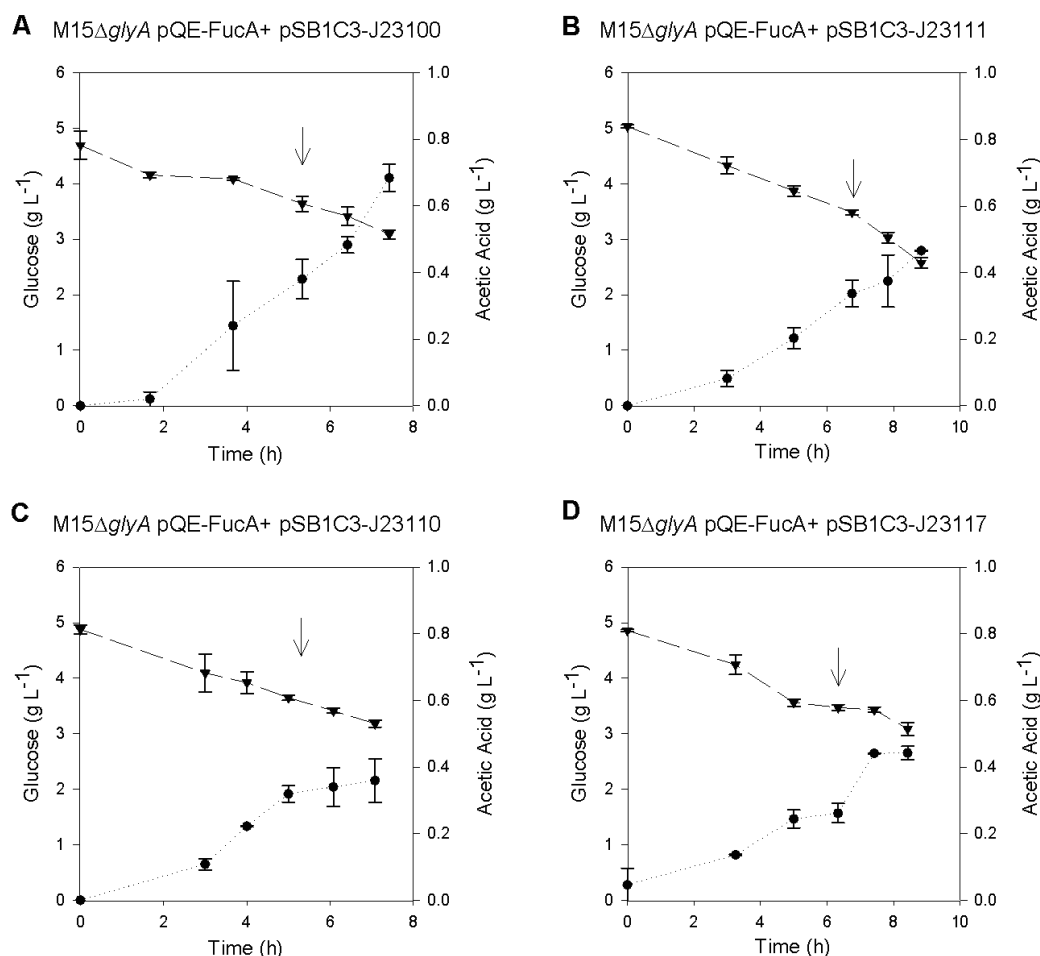 A M15ΔglyA pQE-FucA+ pSB1C3-J23100
6
5
4
3
2
1
0
Glucose (g L-1)
1.0
0.8
0.6
0.4
0.2
0.0
Acetic Acid (g L-1)
0 2 4 6 8
Time (h)
B M15ΔglyA pQE-FucA+ pSB1C3-J23111
6
5
4
3
2
1
0
Glucose (g L-1)
1.0
0.8
0.6
0.4
0.2
0.0
Acetic Acid (g L-1)
0 2 4 6 8 10
Time (h)
C M15ΔglyA pQE-FucA+ pSB1C3-J23110
6
5
4
3
2
1
0
Glucose (g L-1)
1.0
0.8
0.6
0.4
0.2
0.0
Acetic Acid (g L-1)
0 2 4 6 8
Time (h)
D M15ΔglyA pQE-FucA+ pSB1C3-J23117
6
5
4
3
2
1
0
Glucose (g L-1)
1.0
0.8
0.6
0.4
0.2
0.0
Acetic Acid (g L-1)
0 2 4 6 8 10
Time (h)